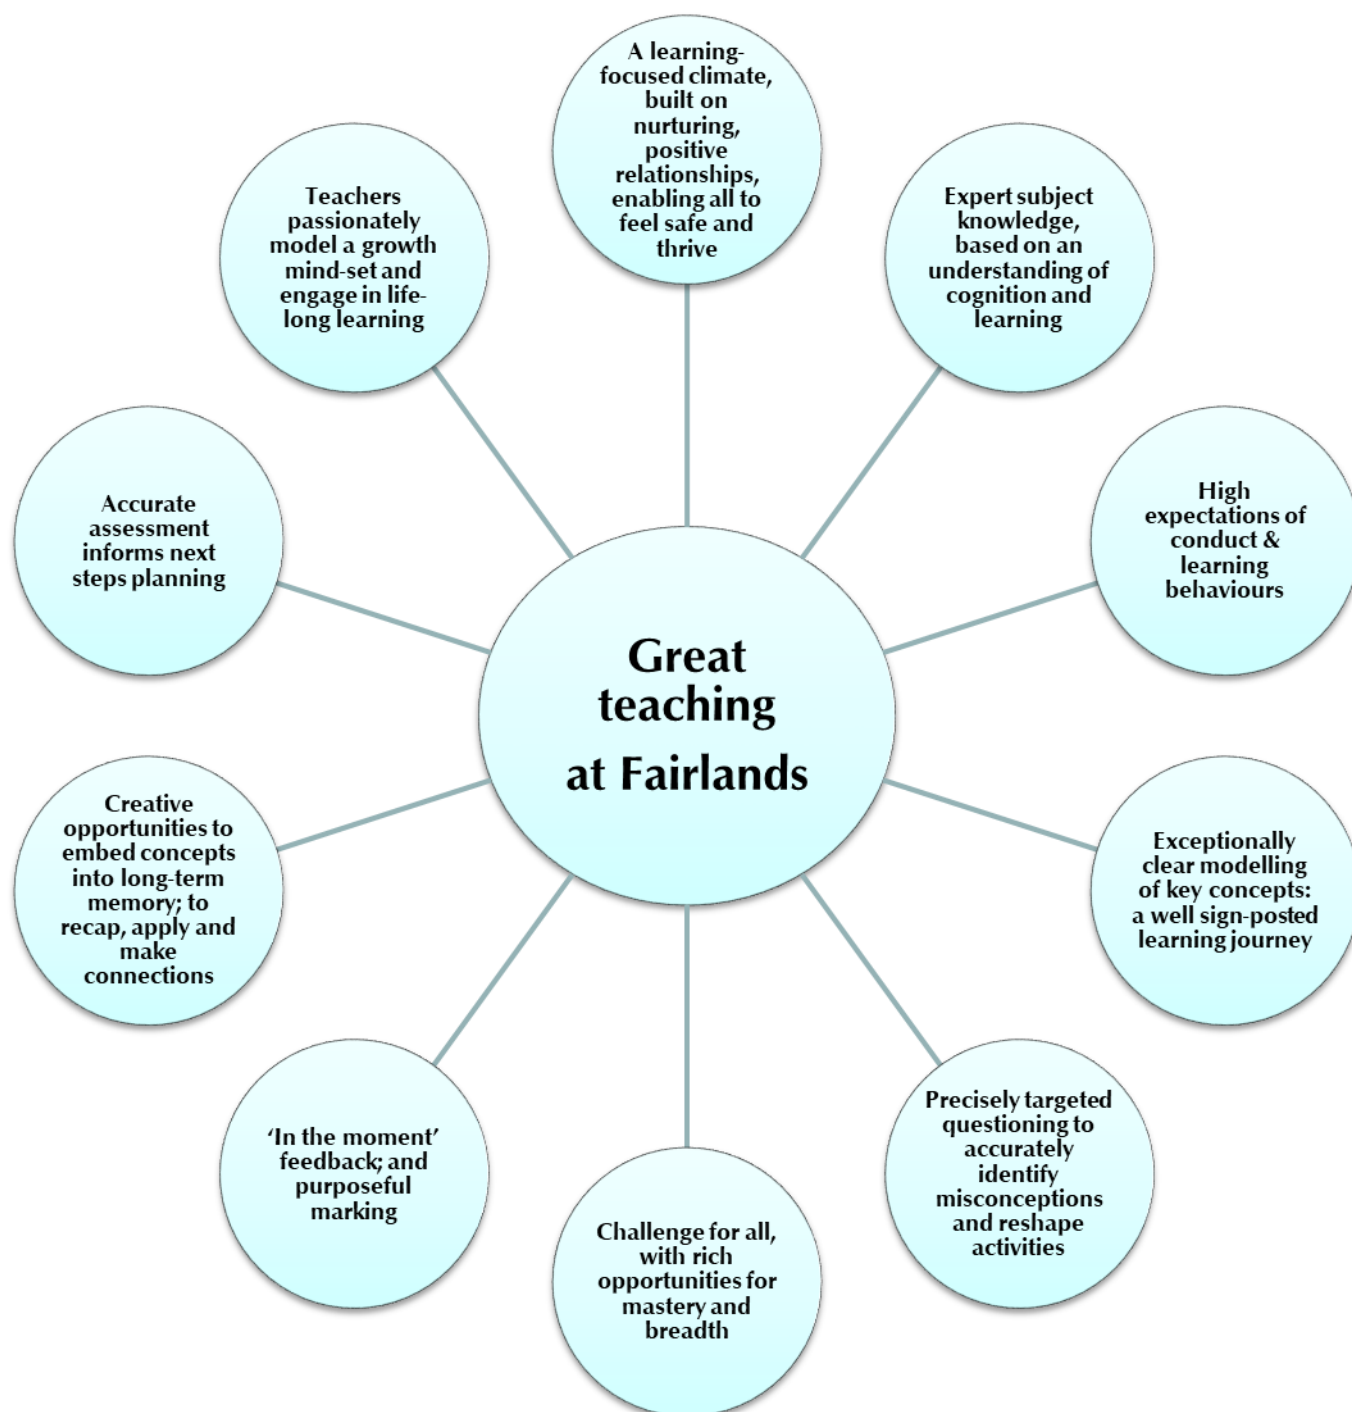 A learning-
focused climate,
built on
nurturing,
positive
relationships,
enabling all to
feel safe and
thrive
Expert subject
knowledge,
based on an
understanding of
cognition and
learning
High
expectations of
conduct &
learning
behaviours
Exceptionally
clear modelling
of key concepts:
a well sign-posted
learning journey
Precisely targeted
questioning to
accurately
identify
misconceptions
and reshape
activities
Challenge for all,
with rich
opportunities for
mastery and
breadth
‘In the moment’
feedback; and
purposeful
marking
Creative
opportunities to
embed concepts
into long-term
memory; to
recap, apply and
make
connections
Accurate
assessment
informs next
steps planning
Teachers
passionately
model a growth
mind-set and
engage in life-
long learning
Great
teaching
at Fairlands